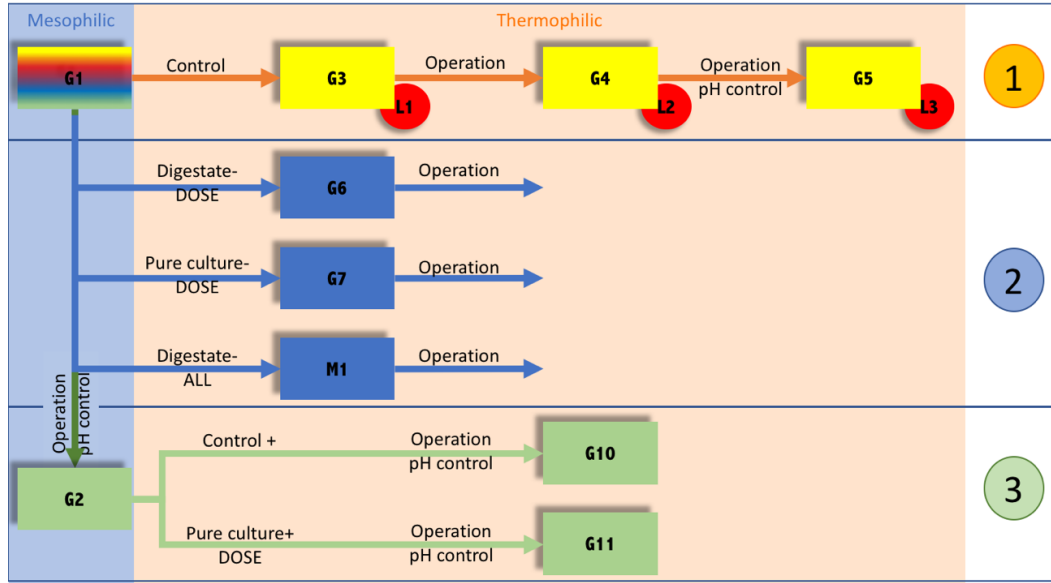 Mesophilic
Thermophilic
G1
Control
G3
L1
Operation
G4
L2
Operation
pH control
G5
L3
1
Digestate-
DOSE
G6
Operation
Pure culture-
DOSE
G7
Operation
2
Digestate-
ALL
M1
Operation
Operation
pH control
G2
Control +
Operation
pH control
G10
3
Pure culture+
DOSE
Operation
pH control
G11